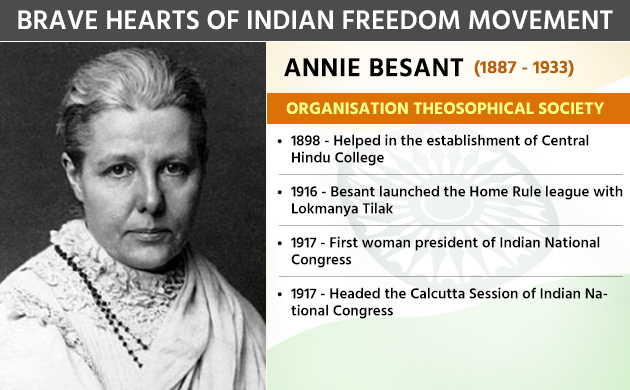 BRAVE HEARTS OF INDIAN FREEDOM MOVEMENT
ANNIE BESANT (1887 - 1933)
ORGANISATION THEOSOPHICAL SOCIETY
• 1898 - Helped in the establishment of Central
Hindu College
• 1916 - Besant launched the Home Rule league with
Lokmanya Tilak
• 1917 - First woman president of Indian National
Congress
• 1917 - Headed the Calcutta Session of Indian Na-
tional Congress